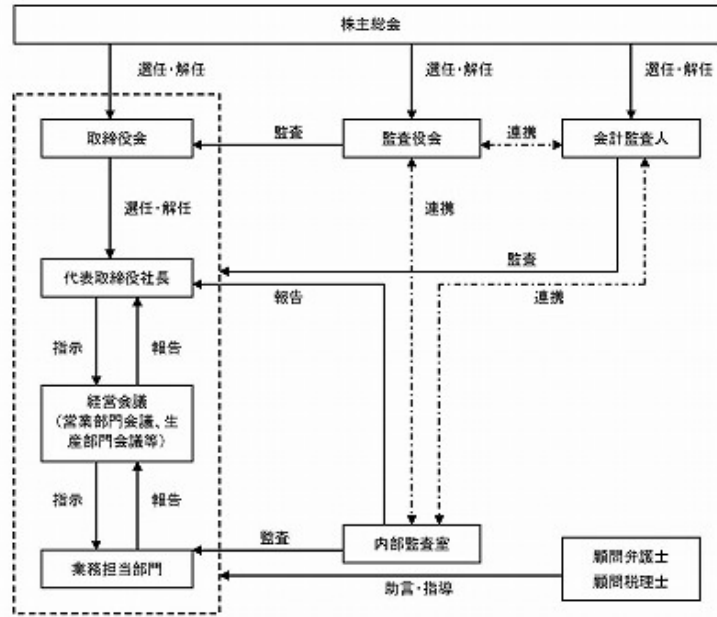 株主総会
選任・解任
選任・解任
選任・解任
取締役会
監査
監査役会
連携
会計監査人
選任・解任
連携
代表取締役社長
監査
報告
連携
指示
報告
経営会議
（営業部門会議、生
産部門会議等）
指示
報告
監査
内部監査室
業務担当部門
顧問弁護士
顧問税理士
助言・指導